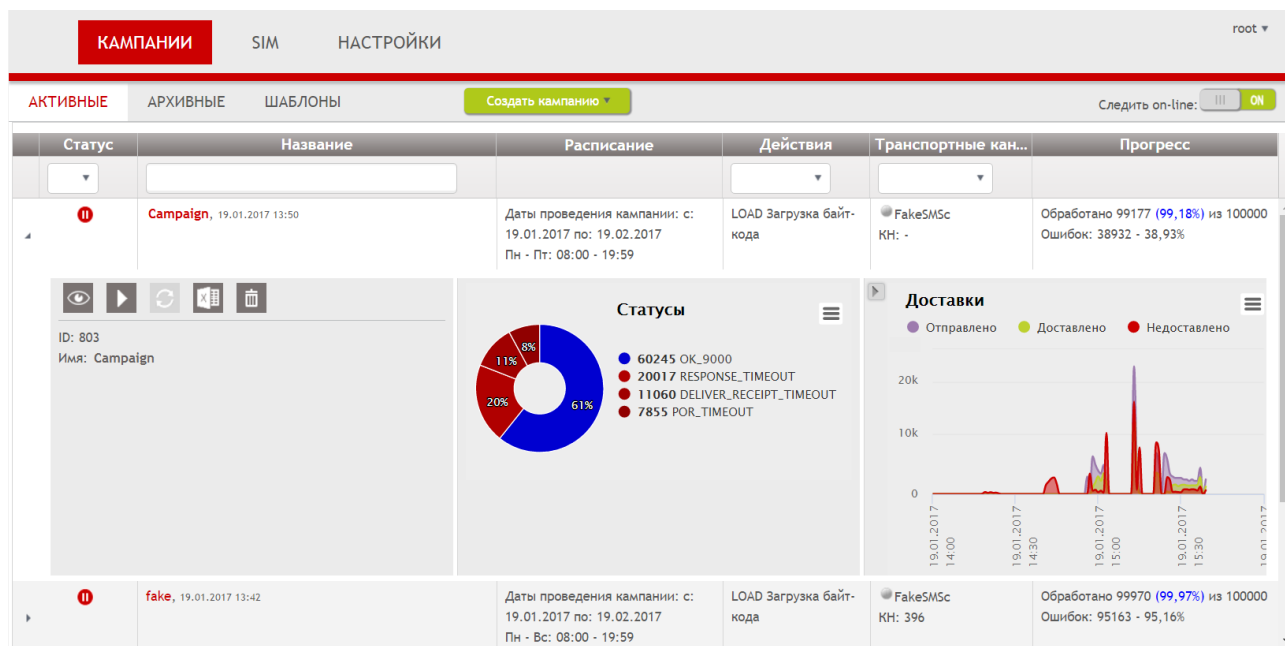 КАМПАНИИ SIM НАСТРОЙКИ root
АКТИВНЫЕ АРХИВНЫЕ ШАБЛОНЫ Создать кампанию Следить on-line: ON
Статус Название Расписание Действия Транспортные кан... Прогресс
Campaign, 19.01.2017 13:50 Даты проведения кампании: с: LOAD Загрузка байт- FakeSMSc Обработано 99177 (99,18%) из 100000
19.01.2017 по: 19.02.2017 кода КН: - Ошибок: 38932 - 38,93%
Пн - Пт: 08:00 - 19:59
ID: 803
Имя: Campaign
Статусы
8%
11%
20%
61%
60245 OK_9000
20017 RESPONSE_TIMEOUT
11060 DELIVER_RECEIPT_TIMEOUT
7855 POR_TIMEOUT
Доставки
Отправлено Доставлено Недоставлено
20k
10k
0
19.01.2017 14:00
19.01.2017 14:30
19.01.2017 15:00
19.01.2017 15:30
19.01.2017
fake, 19.01.2017 13:42 Даты проведения кампании: с: LOAD Загрузка байт- FakeSMSc Обработано 99970 (99,97%) из 100000
19.01.2017 по: 19.02.2017 кода КН: 396 Ошибок: 95163 - 95,16%
Пн - Вс: 08:00 - 19:59